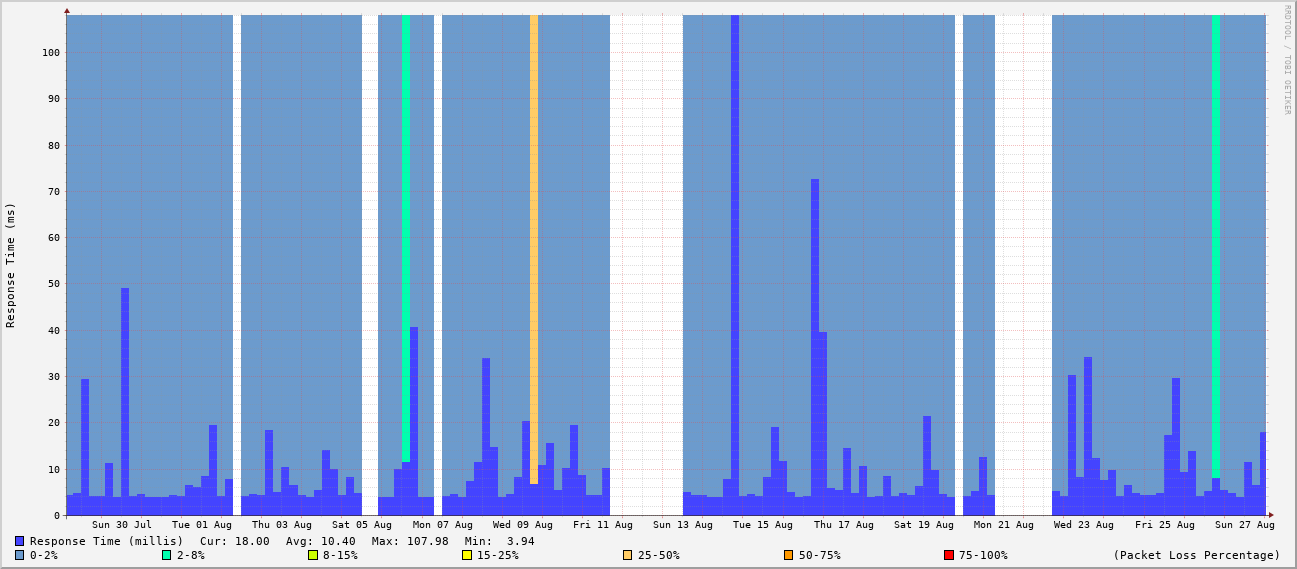 RRDTOOL / TOBI OETIKER
Response Time (ms)
100
90
80
70
60
50
40
30
20
10
0
Sun 30 Jul Tue 01 Aug Thu 03 Aug Sat 05 Aug Mon 07 Aug Wed 09 Aug Fri 11 Aug Sun 13 Aug Tue 15 Aug Thu 17 Aug Sat 19 Aug Mon 21 Aug Wed 23 Aug Fri 25 Aug Sun 27 Aug
Response Time (millis) Cur: 18.00 Avg: 10.40 Max: 107.98 Min: 3.94
0-2% 2-8% 8-15% 15-25% 25-50% 50-75% 75-100% (Packet Loss Percentage)